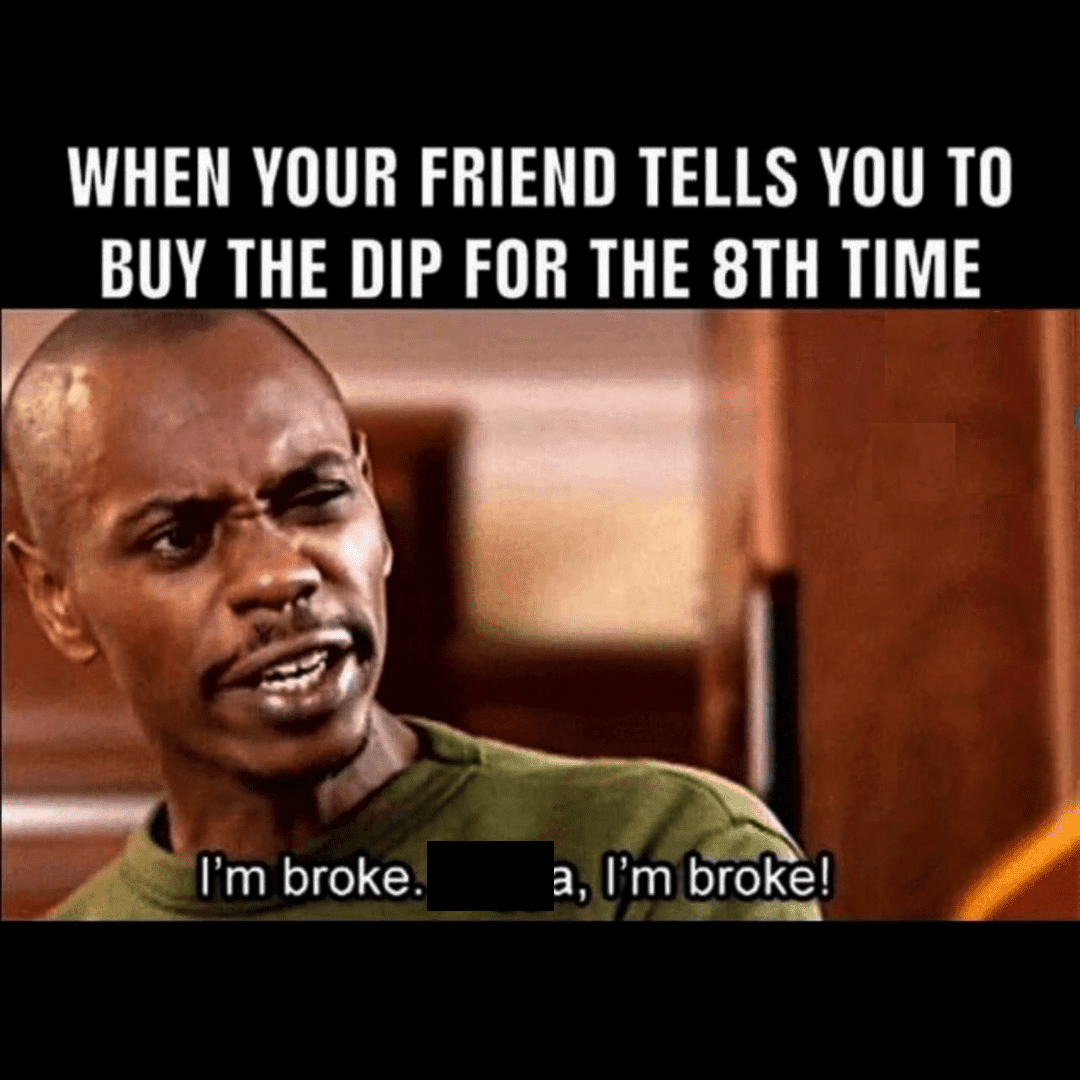 WHEN YOUR FRIEND TELLS YOU TO
BUY THE DIP FOR THE 8TH TIME
I'm broke. a, I'm broke!